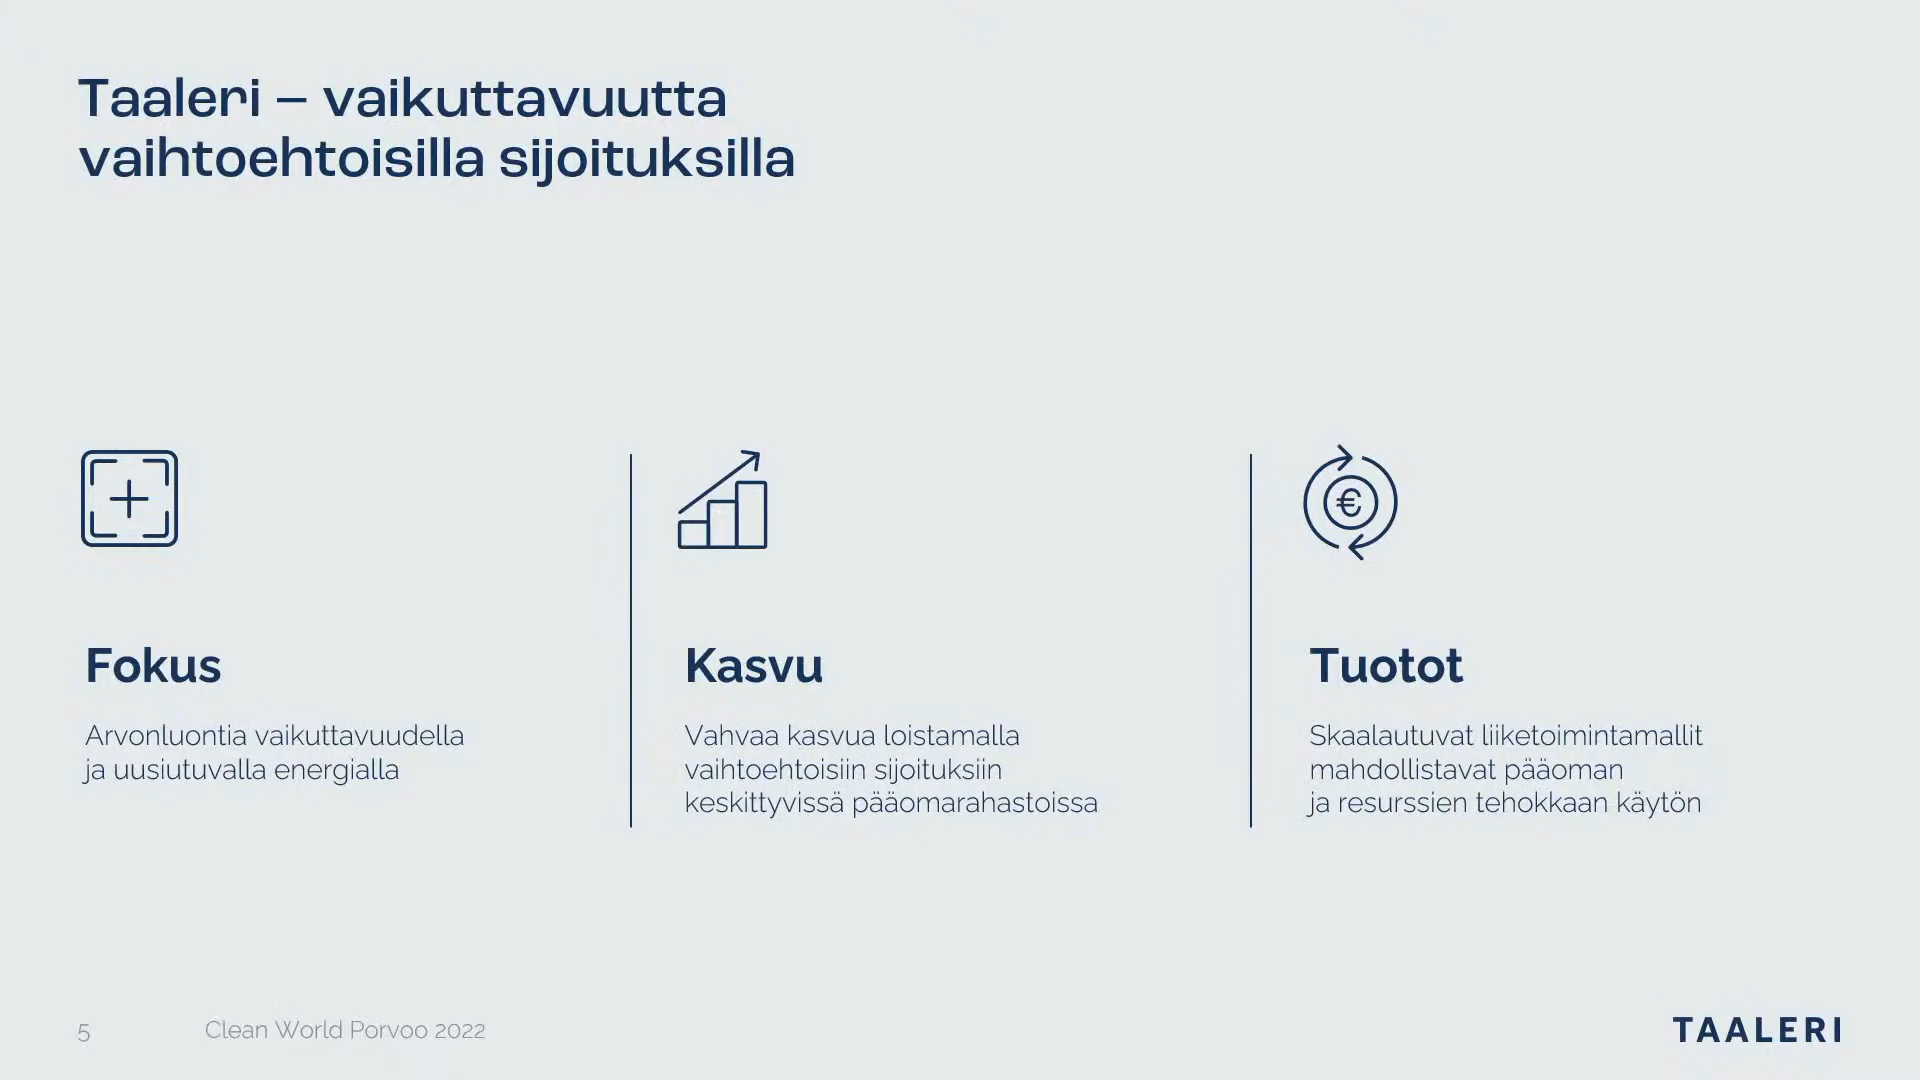 Taaleri – vaikuttavuutta
vaihtoehtoisilla sijoituksilla
€
Fokus
Arvonluontia vaikuttavuudella
ja uusiutuvalla energialla
Kasvu
Vahvaa kasvua loistamalla
vaihtoehtoisiin sijoituksiin
keskittyvissä pääomarahastoissa
Tuotot
Skaalautuvat liiketoimintamallit
mahdollistavat pääoman
ja resurssien tehokkaan käytön
5
Clean World Porvoo 2022
TAALERI